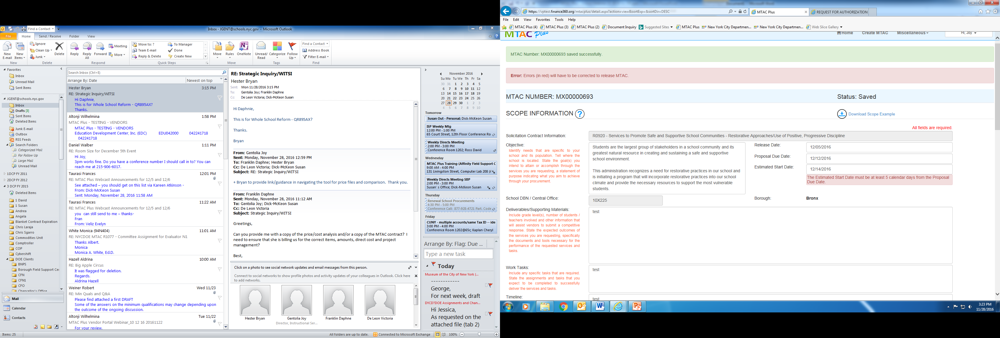 Find a Contact
Inbox - JGENT@schools.nyc.gov - Microsoft Outlook
File Home Send / Receive Folder View
New E-mail
New Items
New
Ignore
Clean Up
Junk
Delete
Delete
Reply
Reply All
Forward
Meeting
More
Respond
Move to: ?
Team E-mail
Reply & Delete
To Manager
Done
Create New
Quick Steps
Move
Rules
OneNote
Move
Unread/ Read
Categorize
Follow Up
Tags
Find a Contact
Address Book
Filter E-mail
Find
Favorites
Inbox
Unread Mail
Sent Items
JGENT@schools.nyc.gov
Inbox
Drafts [3]
Sent Items
Deleted Items
Junk E-mail
Outbox
RSS Feeds
Search Folders
Categorized Mail
For Follow Up
Large Mail
Unread Mail
1DCP FY 2011
2DCP FY 2012
3 DCP FY 2015
Deleted Items
1 David
1 Susan
Andrea
Angela
Blanket Contract Expiration
Chris Laraja
Chris Sgarro
Commodities Unit
Comptroller
COP
Cybershift
DOE Clients
BNPS
Borough Field Support Cei
CFN
CFN1
CFO
Chancellor's Office
Mail
Calendar
Contacts
Items: 25
Search Inbox (Ctrl+E)
Arrange By: Date Newest on top
Hester Bryan 3:15 PM
RE: Strategic Inquiry/WITSI
Hi Daphnie,
This is for Whole School Reform - QR895AX?
Thanks.
Altonji Wilhelmina 1:58 PM
MTAC Plus - TESTING - VENDORS
MTAC Plus - TESTING - VENDORS
Education Development Center, Inc. (EDC) EDU042000 042241718
042241718
Daniel Walber 1:11 PM
RE: Room Size for December 5th Event
Hi Joy,
3pm works fine. Do you have a conference number I should call in to? You can
reach me at 215-906-6017.
Taurasi Frances 12:01 PM
RE: MTAC Plus Webcast Announcements for 12/5 and 12/6
See attached – you should get on this list via Kareen Atkinson -
From: Dick-McKeon Susan
Sent: Monday, November 28, 2016 11:58 AM
Taurasi Frances 11:22 AM
RE: MTAC Plus Webcast Announcements for 12/5 and 12/6
you can still send to me – thanks-
Fran
From: Veliz Evelyn
White Monica (94N404) 11:01 AM
RE: NYCDOE MTAC R1077 - Committee Assignment for Evaluator N1
Thanks Albert.
Monica
Monica A. White, Ed.D.
Hazell Aldrina 10:00 AM
RE: Big Apple Circus
It was flagged for deletion.
Regards.
Aldrina Hazell
Weiner Robert Wed 11/23
RE: Min Quals and Q&A
Please find attached a first DRAFT
Some of the answers on the minimum qualifications may change depending upon
the outcome of the ongoing discussion.
Altonji Wilhelmina Tue 11/22
MTAC Plus Vendor Portal Webinar_10 12 16 20161122
For your review.
RE: Strategic Inquiry/WITSI
Hester Bryan
Sent: Mon 11/28/2016 3:15 PM
To: Gentolia Joy; Franklin Daphne
Cc: De Leon Victoria; Dick-McKeon Susan
Hi Daphnie,
This is for Whole School Reform - QR895AX?
Thanks.
Bryan
From: Gentolia Joy
Sent: Monday, November 28, 2016 12:59 PM
To: Franklin Daphne; Hester Bryan
Cc: De Leon Victoria; Dick-McKeon Susan
Subject: RE: Strategic Inquiry/WITSI
+ Bryan to provide link/guidance in navigating the tool for price files and comparison. Thank you.
From: Franklin Daphne
Sent: Monday, November 28, 2016 11:12 AM
To: Gentolia Joy; Dick-McKeon Susan
Cc: De Leon Victoria
Subject: Strategic Inquiry/WITSI
Greetings,
Can you provide me with a copy of the price/cost analysis and/or a copy of the MTAC contract? I
need to ensure that she is billing us for the correct items, amounts, direct cost and project
management?
Best,
Click on a photo to see social network updates and email messages from this person.
Connect to social networks to show profile photos and activity updates of your colleagues in Outlook. Click here
to add networks.
Hester Bryan
Gentolia Joy
Franklin Daphne
De Leon Victoria
Director, Instructional Ser...
All folders are up to date. Connected to Microsoft Exchange 100%
November 2016
Su Mo Tu We Th Fr Sa
30 31 1 2 3 4 5
6 7 8 9 10 11 12
13 14 15 16 17 18 19
20 21 22 23 24 25 26
27 28 29 30 1 2 3
4 5 6 7 8 9 10
Tomorrow
Susan Out - Personal; Dick-McKeon Susan
ISP Weekly Mtg
12:00 PM - 1:00 PM
65 Court Street, 12th Floor Conference Ro
Weekly Directs Meeting
2:00 PM - 3:00 PM
Conference Room 1202; Ross David
Wednesday
MTAC Plus Training (Affinity Field Support C
9:00 AM - 4:00 PM
131 Livingston Street, Computer Lab 208 (
Weekly Directs Meeting SBP
2:00 PM - 3:00 PM
Susan's Office; Dick-McKeon Susan
Thursday
Renewal School Procurements
4:30 PM - 5:00 PM
Conference Call: 877-928-4721 Part. Code
Friday
CUNY - multiple accounts/same Tax ID -- ide
3:00 PM - 4:00 PM
Conference Room 1202@65c; Kaplan Cheryl
Arrange By: Flag: Due ...
Type a new task
Today
Museum of the City of New York (...
------------
George,
For next week, draft
DYCD?DOE Assignments and Chan...
Hi Jessica,
As requested on the
attached file (tab 2)
https://vptest.finance360.org/mtacplus/detail.aspx?action=view&sortExp=&sortDir=DESC
MTAC Plus
REQUEST FOR AUTHORIZATION
File Edit View Favorites Tools Help
MTAC Plus (4) MTAC Plus (3) MTAC Plus (2) Document Inquiry Suggested Sites MTAC Plus New York City Departmen... New York City Departmen... Web Slice Gallery
MTAC Plus
Home Create MTAC Miscellaneous Hi, Joy
MTAC Number: MX00000693 saved successfully.
Error: Errors (in red) will have to be corrected to release MTAC.
MTAC NUMBER: MX00000693 Status: Saved
SCOPE INFORMATION ? Download Scope Example
All fields are required.
Solicitation Contract Information: R0920 - Services to Promote Safe and Supportive School Communities - Restorative Approaches/Use of Positive, Progressive Discipline
Objective:
Identify needs that are specific to your
school and its population. Tell where the
school is located. State the goal(s) you
intend to attain or accomplish through the
services you are requesting, a statement of
purpose indicating what you aim to achieve
through your procurement.
Students are the largest group of stakeholders in a school community and its
greatest natural resource in creating and sustaining a safe and supportive
school environment.
This administration recognizes a need for restorative practices in our school and
is initiating a program that will incorporate restorative practices into our school
climate and provide the necessary resources to support the most vulnerable
students.
Release Date: 12/05/2016
Proposal Due Date: 12/12/2016
Estimated Start Date: 12/14/2016
The Estimated Start Date must be at least 5 calendar days from the Proposal
Due Date.
School DBN / Central Office: 10X225
Borough: Bronx
Deliverables/Supporting Materials:
Include grade level(s), number of students /
teachers involved and other information that
will assist vendors to submit a competitive
response. State the expected outcomes of
the services you are requesting, specifically
the documents and tools necessary for the
performance of the requested services and
tasks.
test
Work Tasks:
Include any specific tasks that are required.
State the assignments and tasks that you
expect to be completed to successfully
deliver the services and tasks.
test
Timeline:
test
3:23 PM
11/28/2016